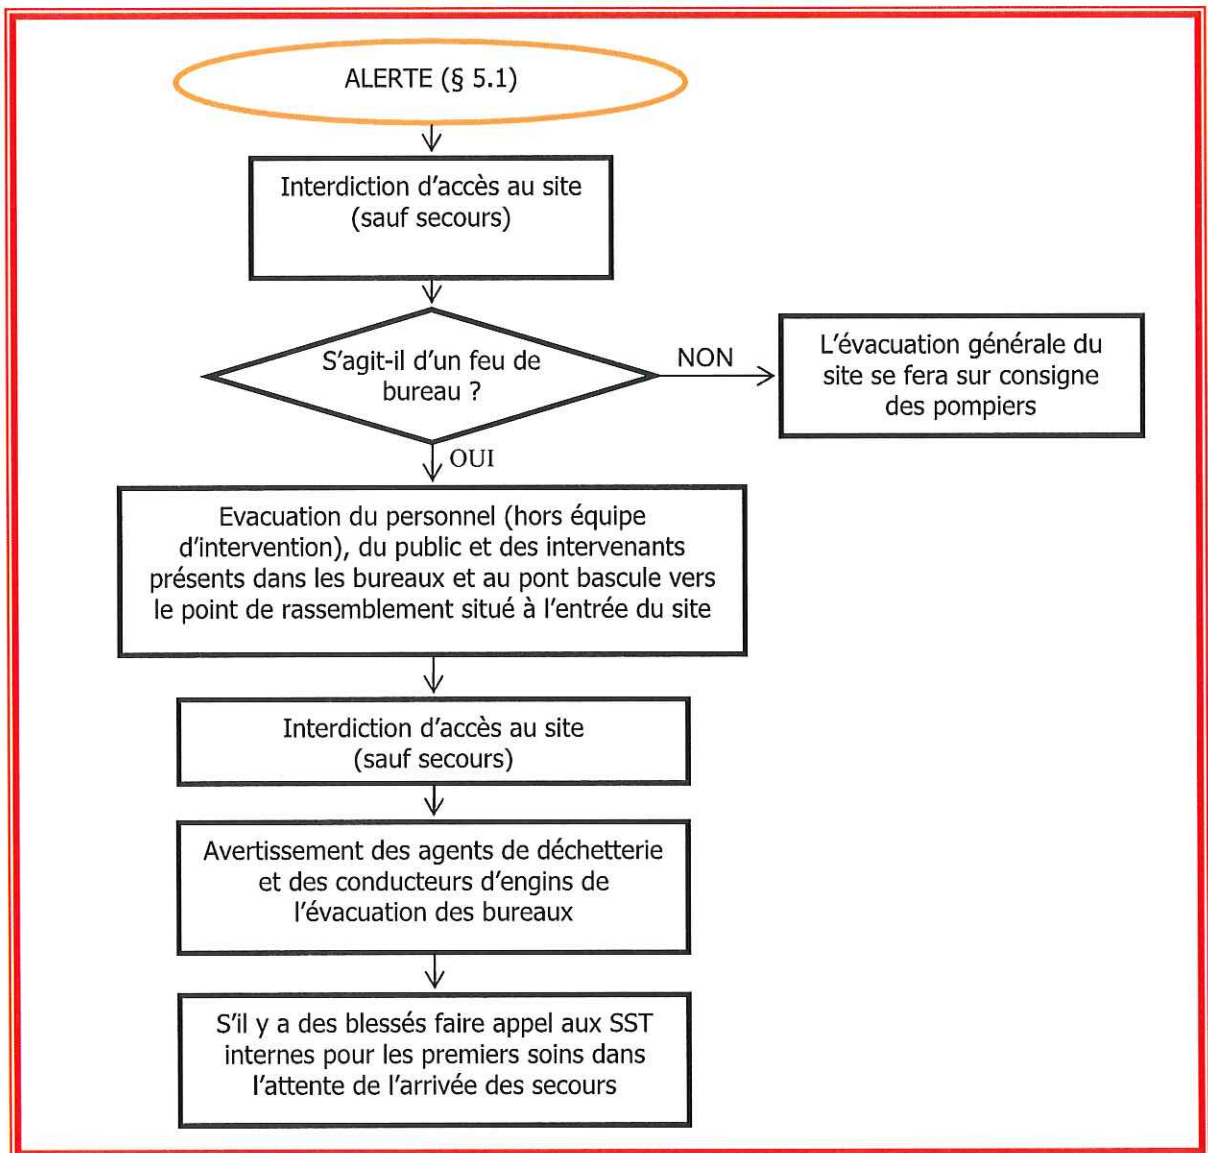 ALERTE (§ 5.1)
Interdiction d'accès au site
(sauf secours)
S'agit-il d'un feu de
bureau ?
NON
L'évacuation générale du
site se fera sur consigne
des pompiers
OUI
Evacuation du personnel (hors équipe
d'intervention), du public et des intervenants
présents dans les bureaux et au pont bascule vers
le point de rassemblement situé à l'entrée du site
Interdiction d'accès au site
(sauf secours)
Avertissement des agents de déchetterie
et des conducteurs d'engins de
l'évacuation des bureaux
S'il y a des blessés faire appel aux SST
internes pour les premiers soins dans
l'attente de l'arrivée des secours